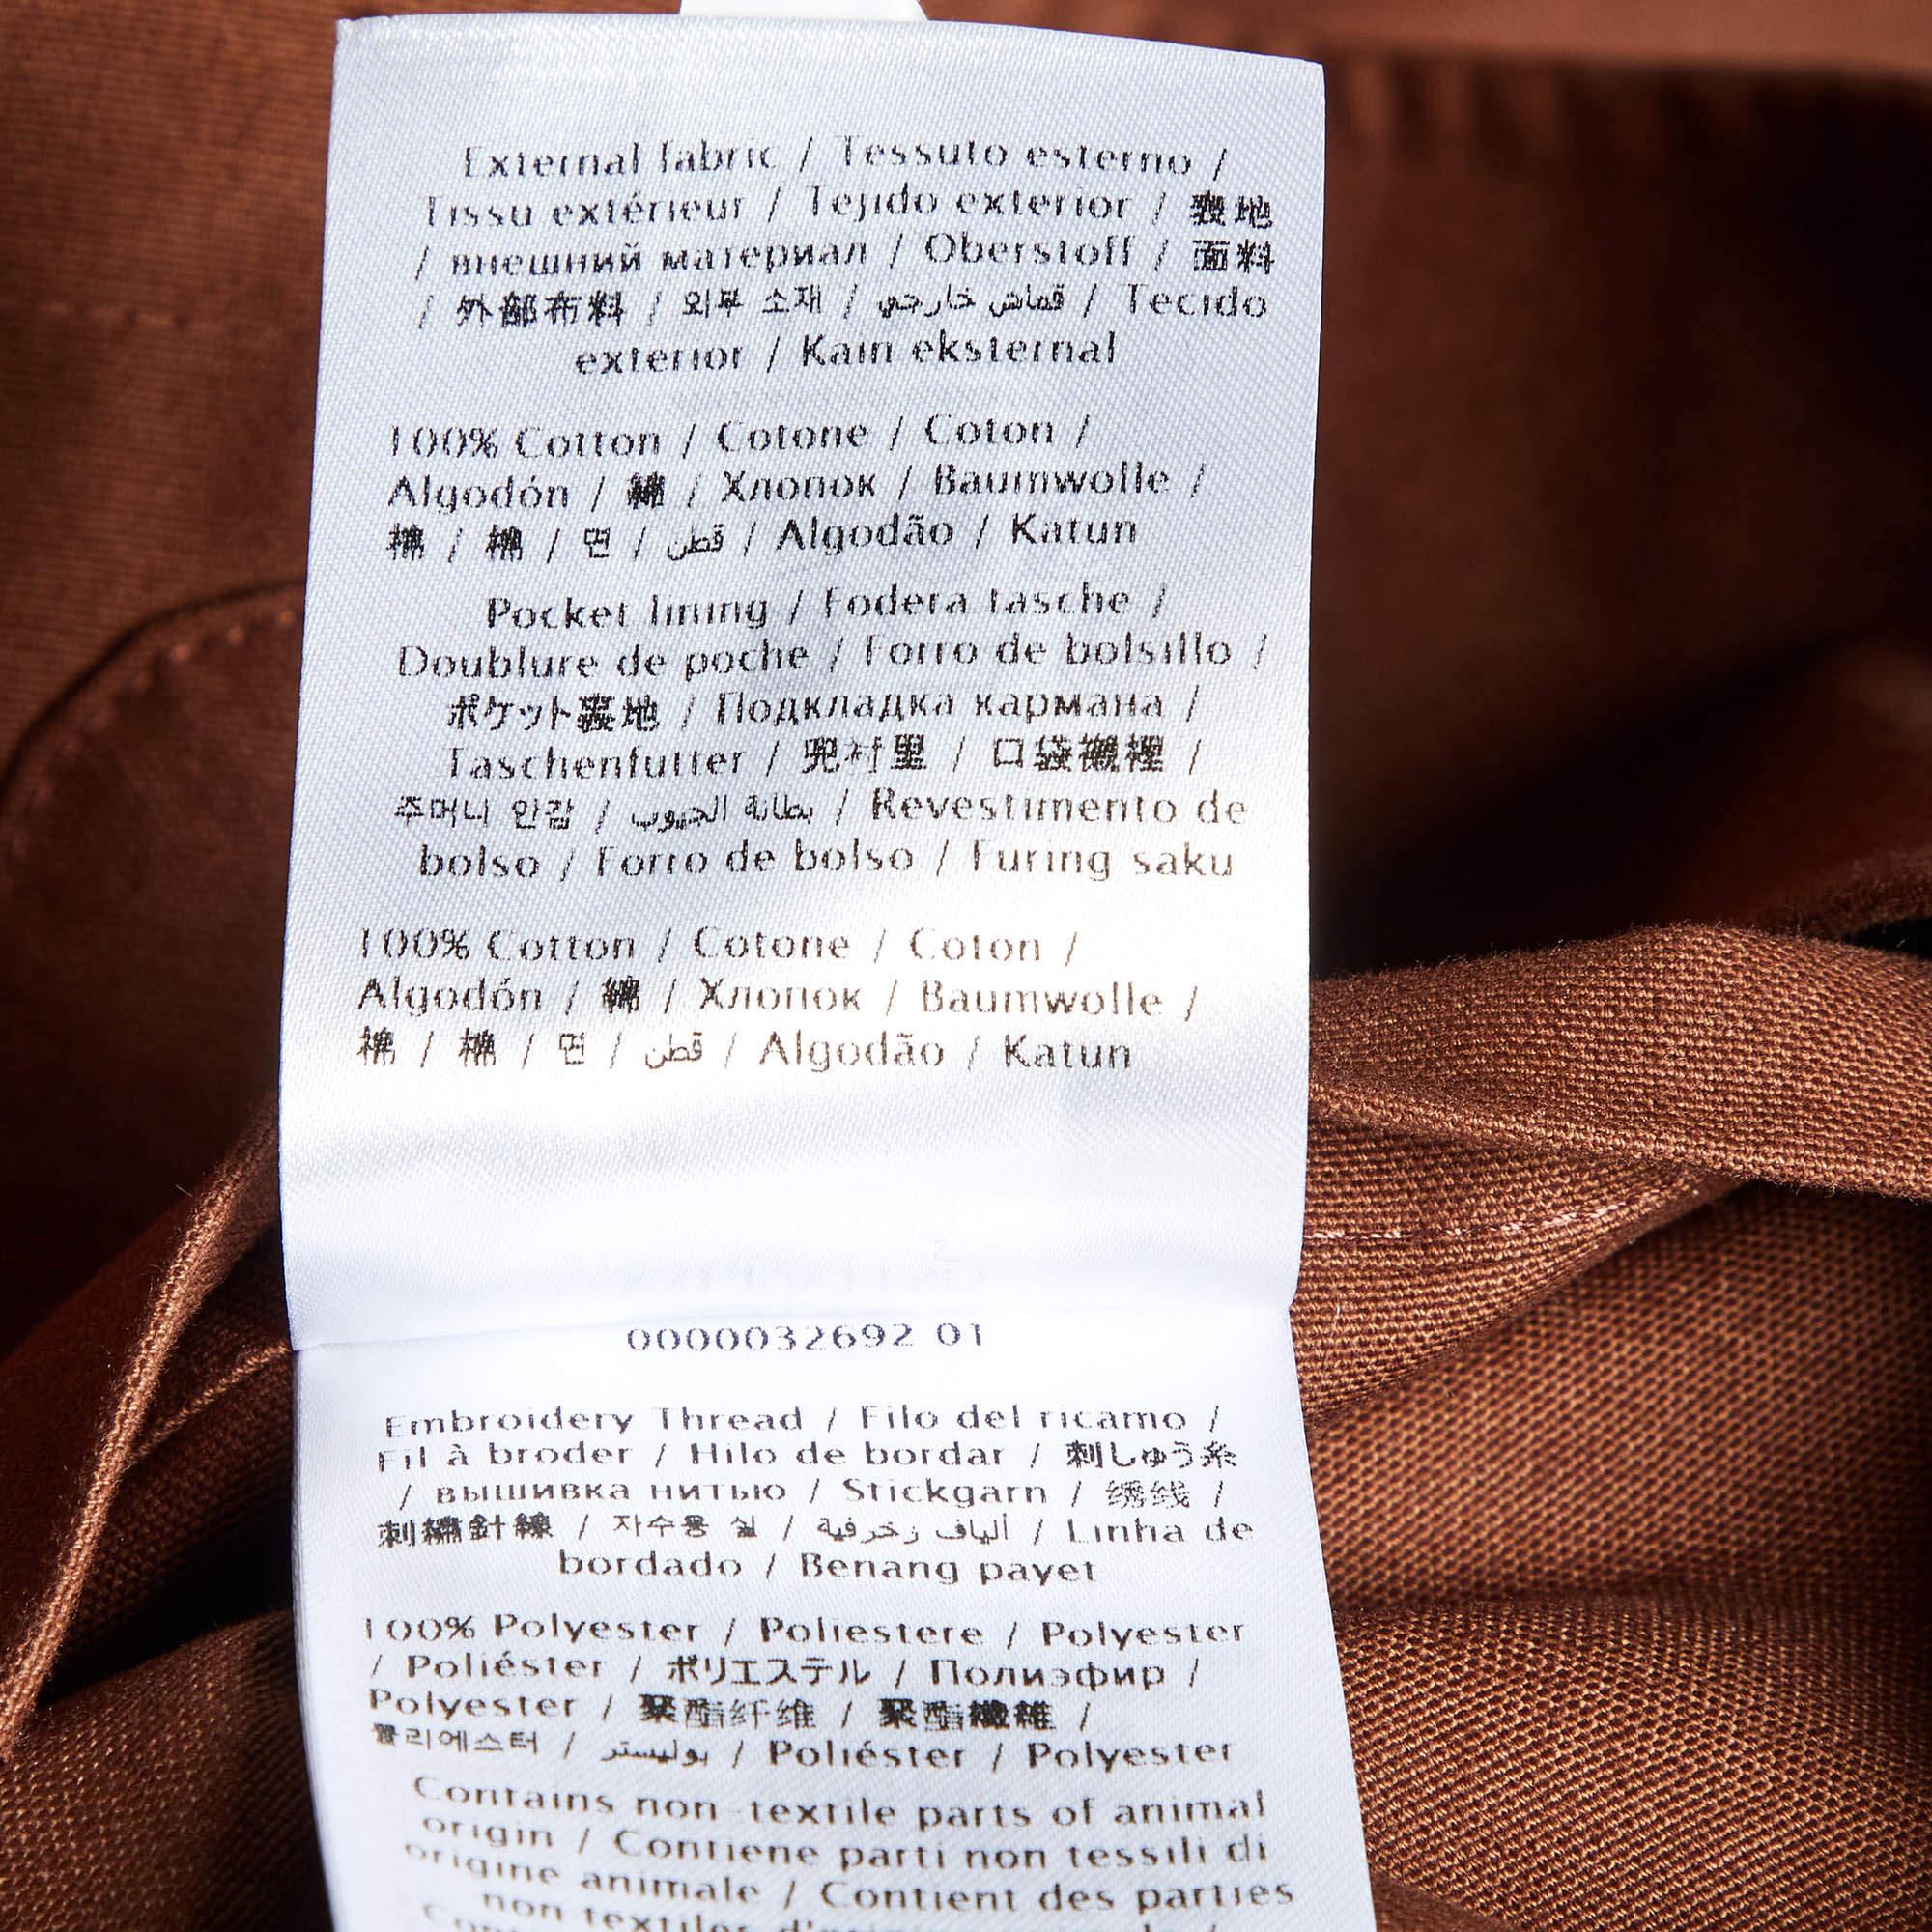 External fabric / Tessuto esterno /
Tissu extérieur / Tejido exterior / 表地
/ внешний материал / Oberstoff / 面料
/ 外部布料 / 외부 소재 / قماش خارجي / Tecido
exterior / Kain eksternal
100% Cotton / Cotone / Coton /
Algodón / 綿 / Хлопок / Baumwolle /
棉 / 棉 / 면 / قطن / Algodão / Katun
Pocket lining / Fodera tasche /
Doublure de poche / Forro de bolsillo /
ポケット裏地 / Подкладка кармана /
Taschenfutter / 兜衬里 / 口袋襯裡 /
주머니 안감 / بطانة الجيوب / Revestimento de
bolso / Forro de bolso / Furing saku
100% Cotton / Cotone / Coton /
Algodón / 綿 / Хлопок / Baumwolle /
棉 / 棉 / 면 / قطن / Algodão / Katun
0000032692 01
Embroidery Thread / Filo del ricamo /
Fil à broder / Hilo de bordar / 刺しゅう糸
/ вышивка нитью / Stickgarn / 绣线 /
刺繡針線 / 자수용 실 / ألياف زخرفية / Linha de
bordado / Benang payet
100% Polyester / Poliestere / Polyester
/ Poliéster / ポリエステル / Полиэфир /
Polyester / 聚酯纤维 / 聚酯纖維 /
폴리에스터 / بوليستر / Poliéster / Polyester
Contains non-textile parts of animal
origin / Contiene parti non tessili di
origine animale / Contient des parties
non textiles d'origine